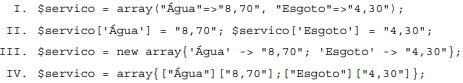 I. $servico = array("Água"=>"8,70", "Esgoto"=>"4,30");
II. $servico['Água'] = "8,70"; $servico['Esgoto'] = "4,30";
III. $servico = new array{'Água' -> "8,70"; 'Esgoto' -> "4,30"};
IV. $servico = array{["Água"]["8,70"];["Esgoto"]["4,30"]};